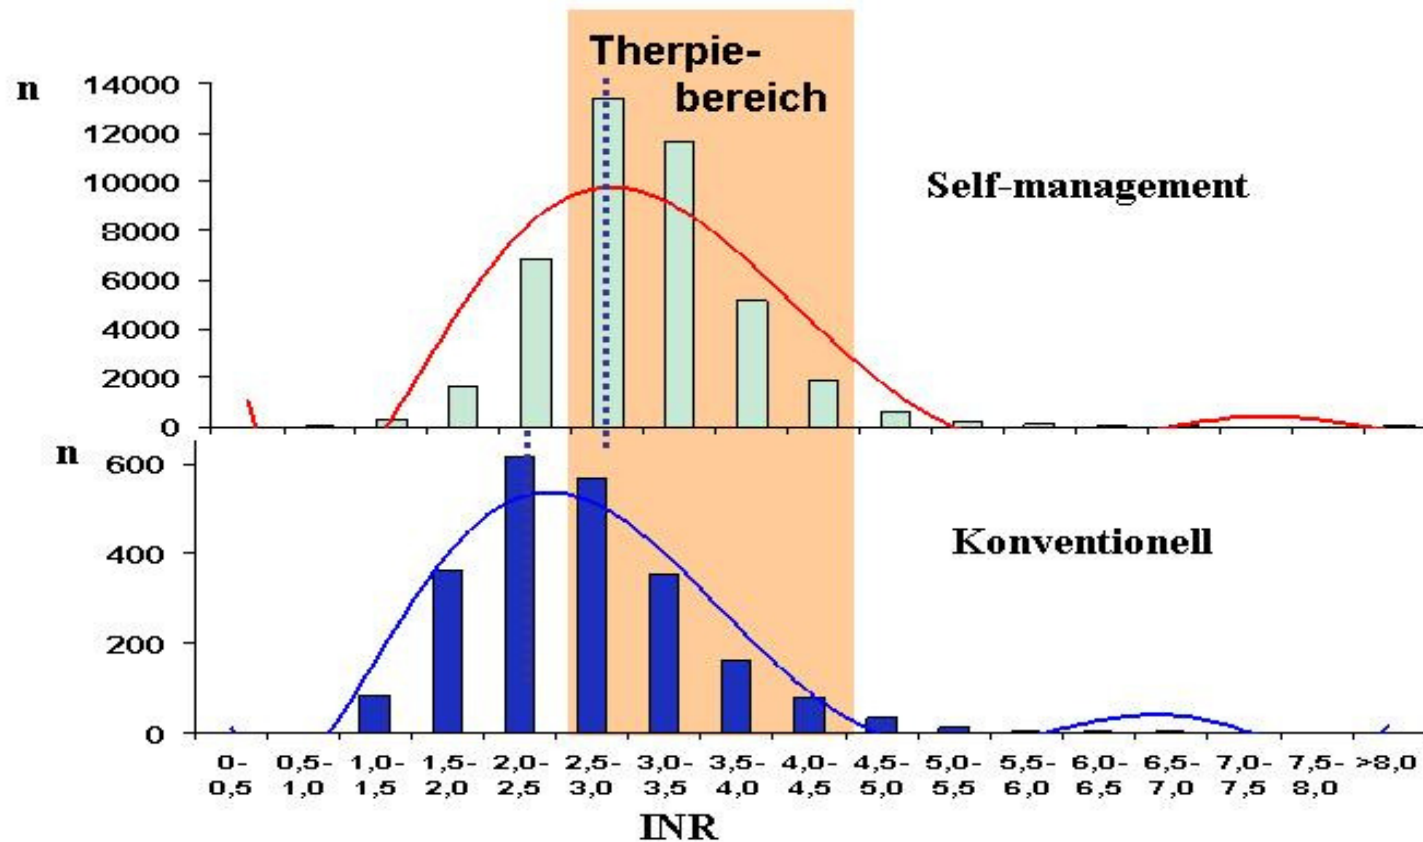 Therpie-
bereich
n
14000
12000
10000
8000
6000
4000
2000
0
Self-management
n
600
400
200
0
Konventionell
0- 0,5- 1,0- 1,5- 2,0- 2,5- 3,0- 3,5- 4,0- 4,5- 5,0- 5,5- 6,0- 6,5- 7,0- 7,5- >8,0
0,5 1,0 1,5 2,0 2,5 3,0 3,5 4,0 4,5 5,0 5,5 6,0 6,5 7,0 7,5 8,0
INR